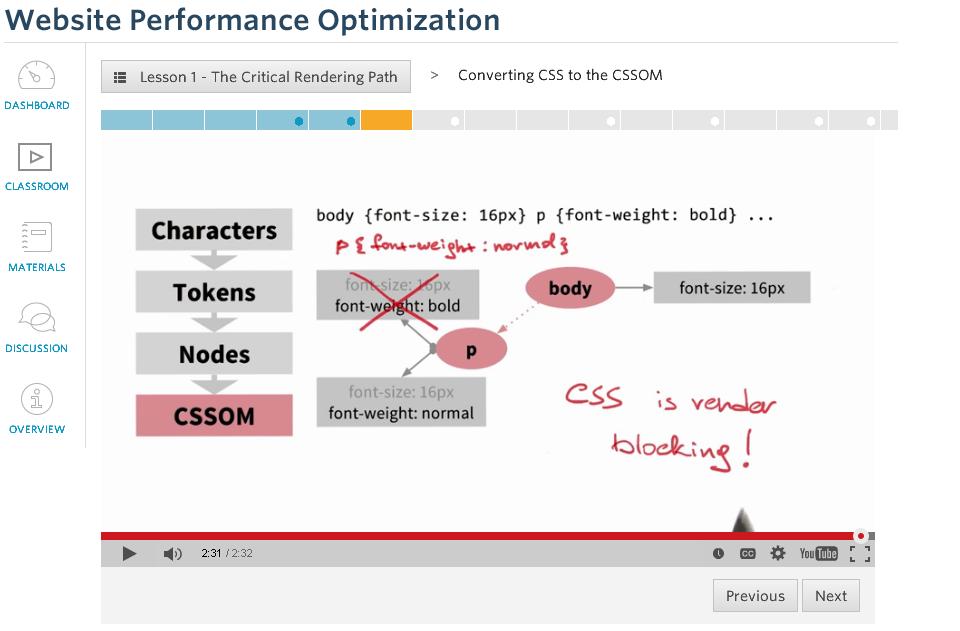 Website Performance Optimization
DASHBOARD
CLASSROOM
MATERIALS
DISCUSSION
OVERVIEW
Lesson 1 - The Critical Rendering Path > Converting CSS to the CSSOM
Characters
Tokens
Nodes
CSSOM
body {font-size: 16px} p {font-weight: bold} ...
p { font-weight : normal }
font-size: 16px
font-weight: bold
body
font-size: 16px
p
font-size: 16px
font-weight: normal
CSS is render
blocking!
2:31 / 2:32
CC
YouTube
Previous
Next